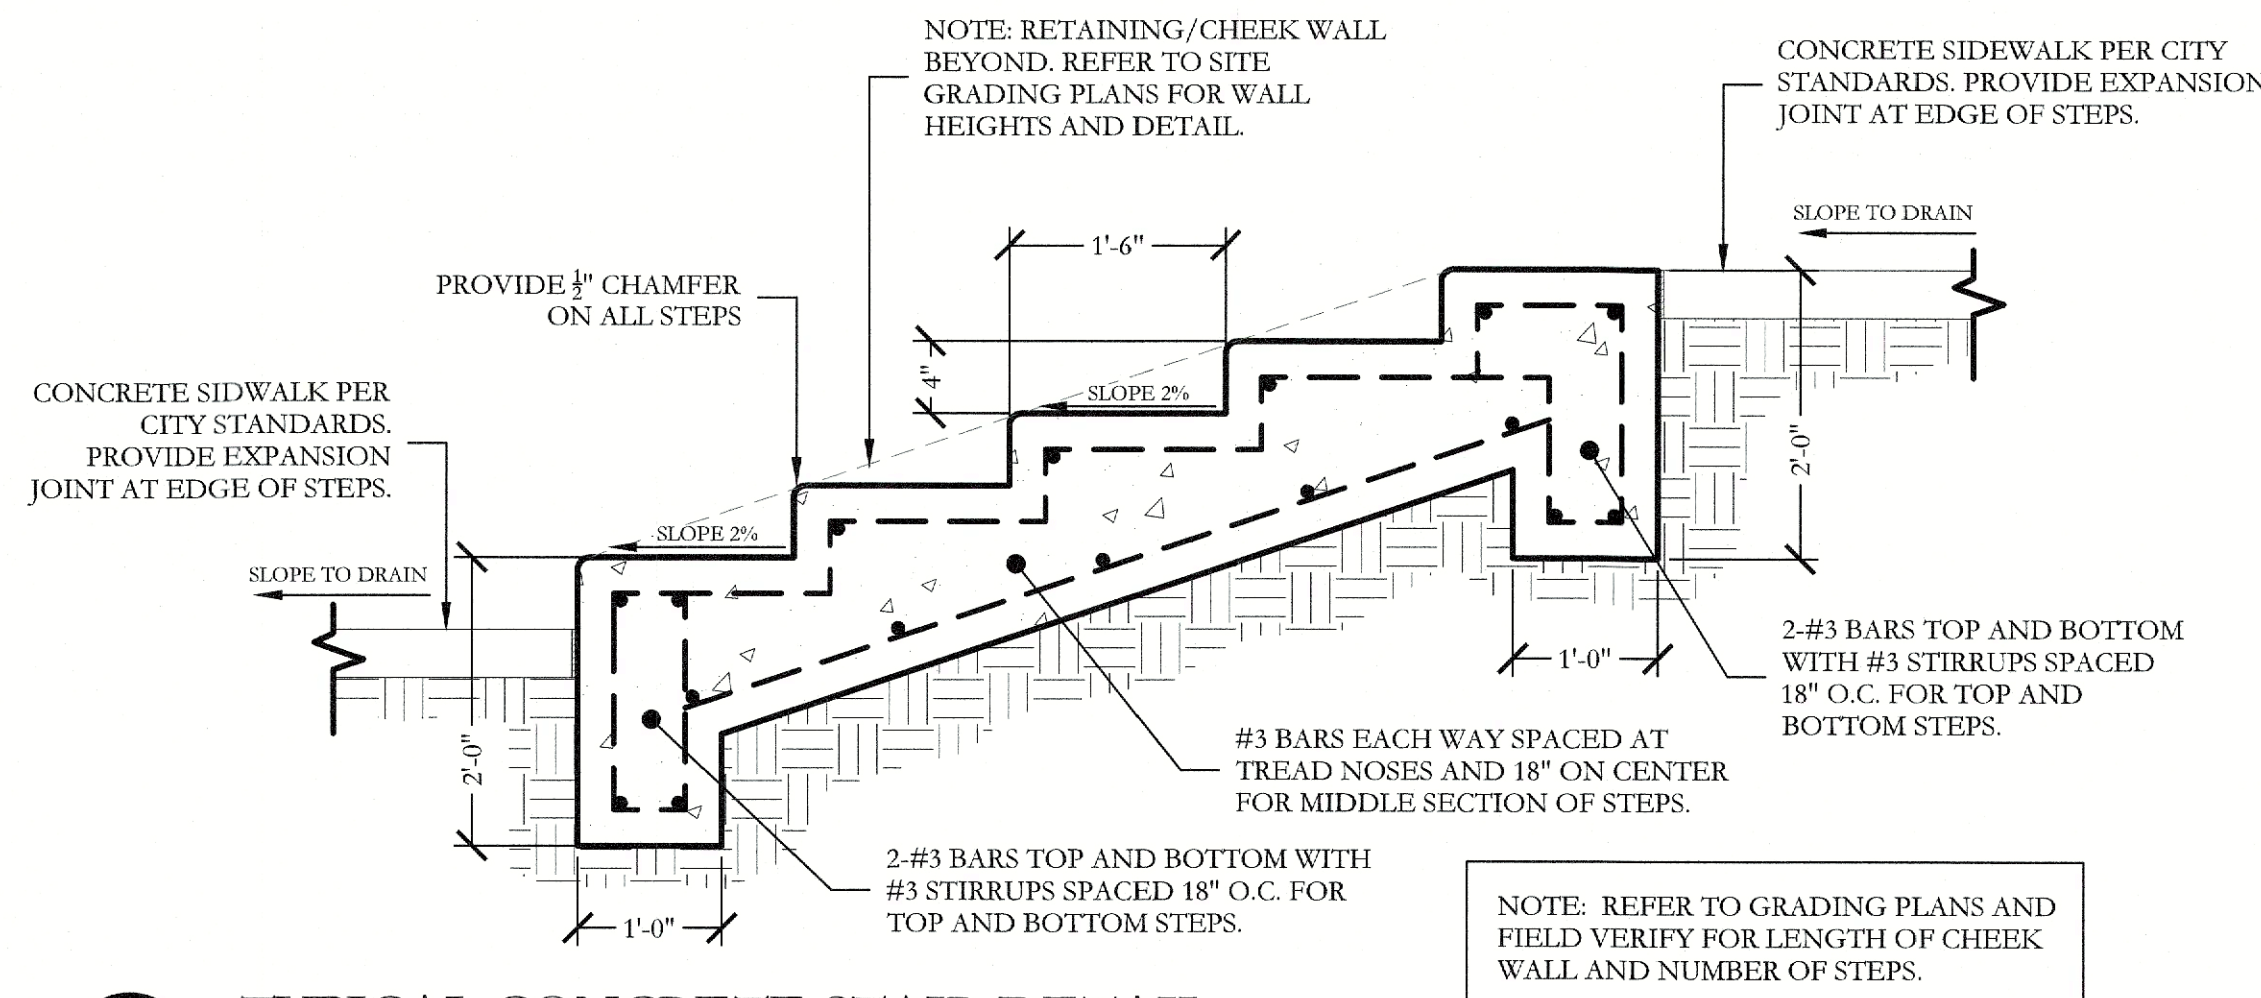 NOTE: RETAINING/CHEEK WALL
BEYOND. REFER TO SITE
GRADING PLANS FOR WALL
HEIGHTS AND DETAIL.
CONCRETE SIDEWALK PER CITY
STANDARDS. PROVIDE EXPANSION
JOINT AT EDGE OF STEPS.
SLOPE TO DRAIN
1'-6"
PROVIDE ½" CHAMFER
ON ALL STEPS
4"
SLOPE 2%
CONCRETE SIDWALK PER
CITY STANDARDS.
PROVIDE EXPANSION
JOINT AT EDGE OF STEPS.
2'-0"
SLOPE 2%
SLOPE TO DRAIN
2'-0"
1'-0"
2-#3 BARS TOP AND BOTTOM
WITH #3 STIRRUPS SPACED
18" O.C. FOR TOP AND
BOTTOM STEPS.
#3 BARS EACH WAY SPACED AT
TREAD NOSES AND 18" ON CENTER
FOR MIDDLE SECTION OF STEPS.
2-#3 BARS TOP AND BOTTOM WITH
#3 STIRRUPS SPACED 18" O.C. FOR
TOP AND BOTTOM STEPS.
1'-0"
NOTE: REFER TO GRADING PLANS AND
FIELD VERIFY FOR LENGTH OF CHEEK
WALL AND NUMBER OF STEPS.